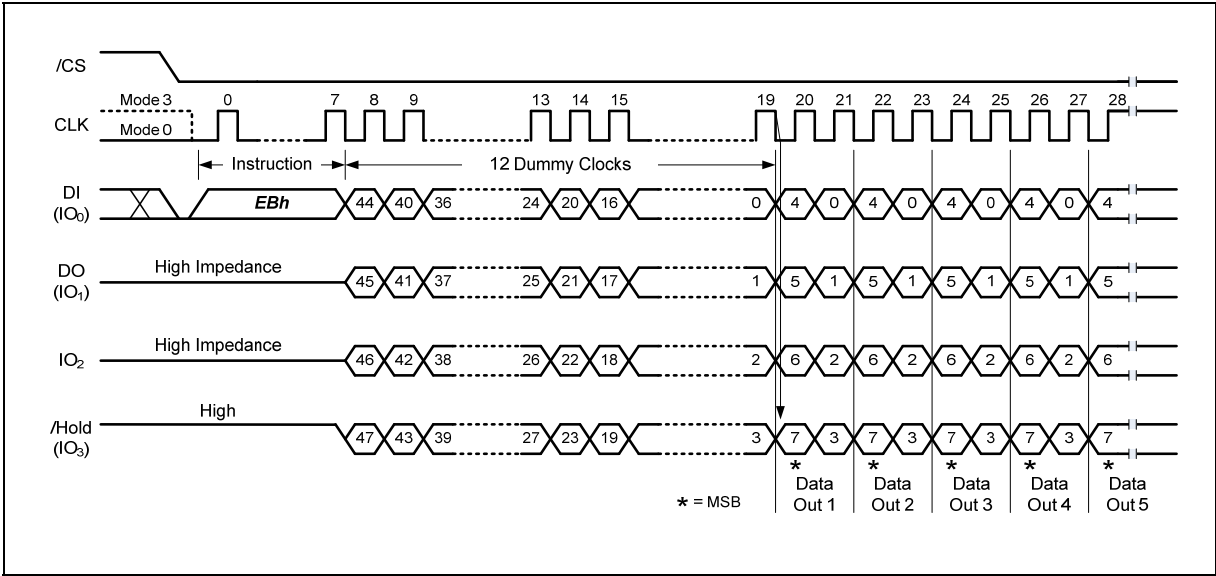 /CS
Mode 3 0 7 8 9 13 14 15 19 20 21 22 23 24 25 26 27 28
CLK
Mode 0
Instruction 12 Dummy Clocks
DI
(IO₀)
EBh 44 40 36 24 20 16 0 4 0 4 0 4 0 4 0 4
High Impedance
DO
(IO₁)
45 41 37 25 21 17 1 5 1 5 1 5 1 5 1 5
High Impedance
IO₂
46 42 38 26 22 18 2 6 2 6 2 6 2 6 2 6
High
/Hold
(IO₃)
47 43 39 27 23 19 3 7 3 7 3 7 3 7 3 7
* * * * *
* = MSB
Data
Out 1
Data
Out 2
Data
Out 3
Data
Out 4
Data
Out 5